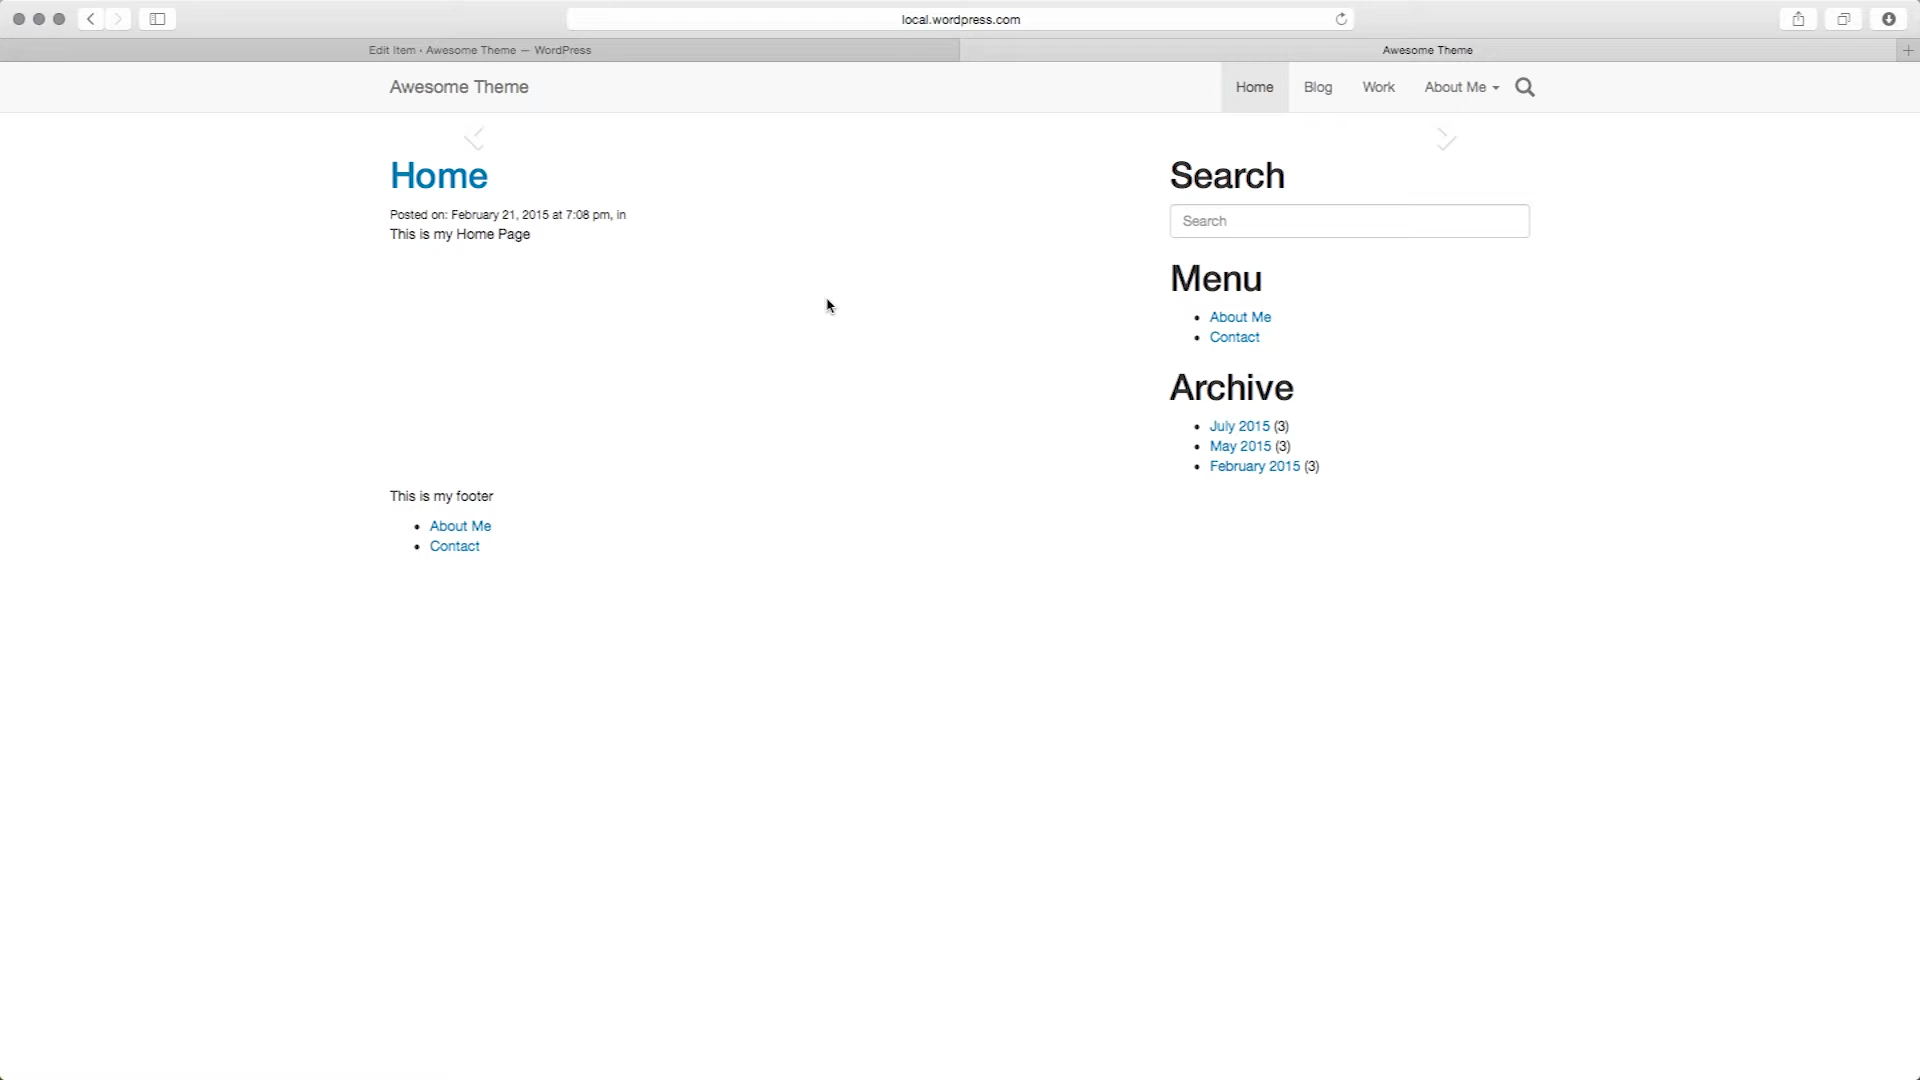 local.wordpress.com
Edit Item ‹ Awesome Theme — WordPress
Awesome Theme
Awesome Theme
Home
Blog
Work
About Me
Home
Posted on: February 21, 2015 at 7:08 pm, in
This is my Home Page
Search
Search
Menu
• About Me
• Contact
Archive
• July 2015 (3)
• May 2015 (3)
• February 2015 (3)
This is my footer
• About Me
• Contact